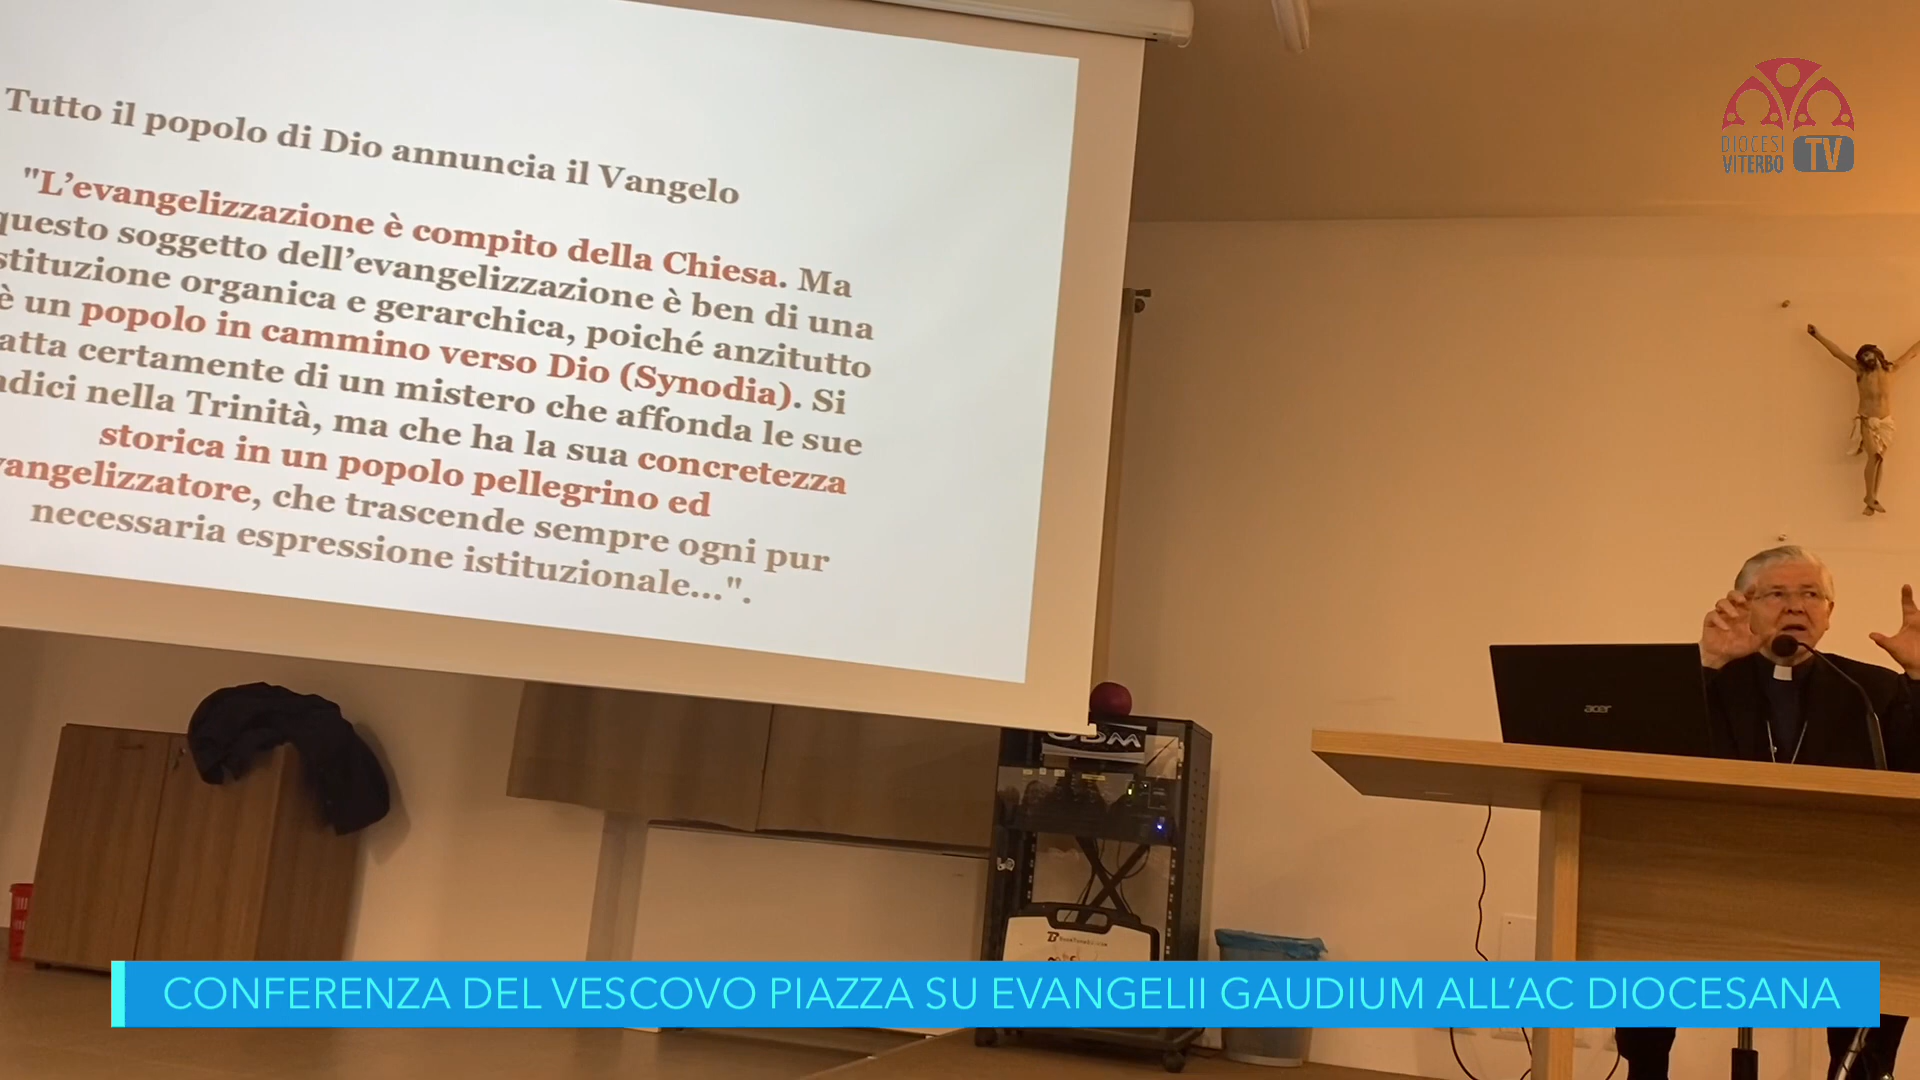 Tutto il popolo di Dio annuncia il Vangelo
"L’evangelizzazione è compito della Chiesa. Ma
questo soggetto dell’evangelizzazione è ben di una
stituzione organica e gerarchica, poiché anzitutto
è un popolo in cammino verso Dio (Synodia). Si
atta certamente di un mistero che affonda le sue
adici nella Trinità, ma che ha la sua concretezza
storica in un popolo pellegrino ed
vangelizzatore, che trascende sempre ogni pur
necessaria espressione istituzionale...".
DIOCESI
VITERBO TV
acer
CONFERENZA DEL VESCOVO PIAZZA SU EVANGELII GAUDIUM ALL’AC DIOCESANA